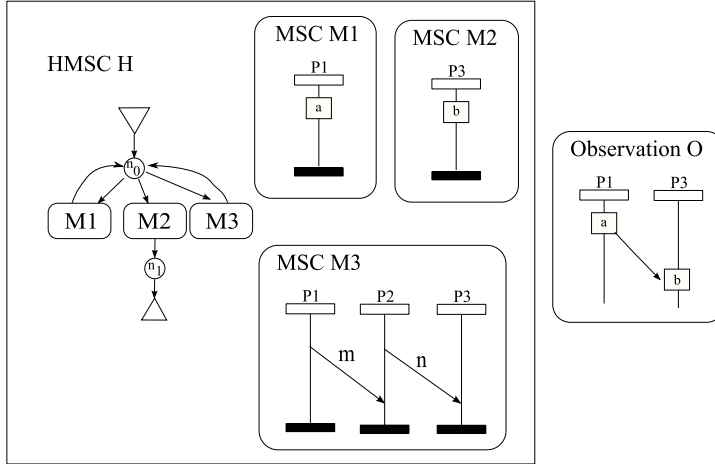 HMSC H
n0
M1 M2 M3
n1
MSC M1
P1
a
MSC M2
P3
b
MSC M3
P1 P2 P3
m n
Observation O
P1 P3
a
b